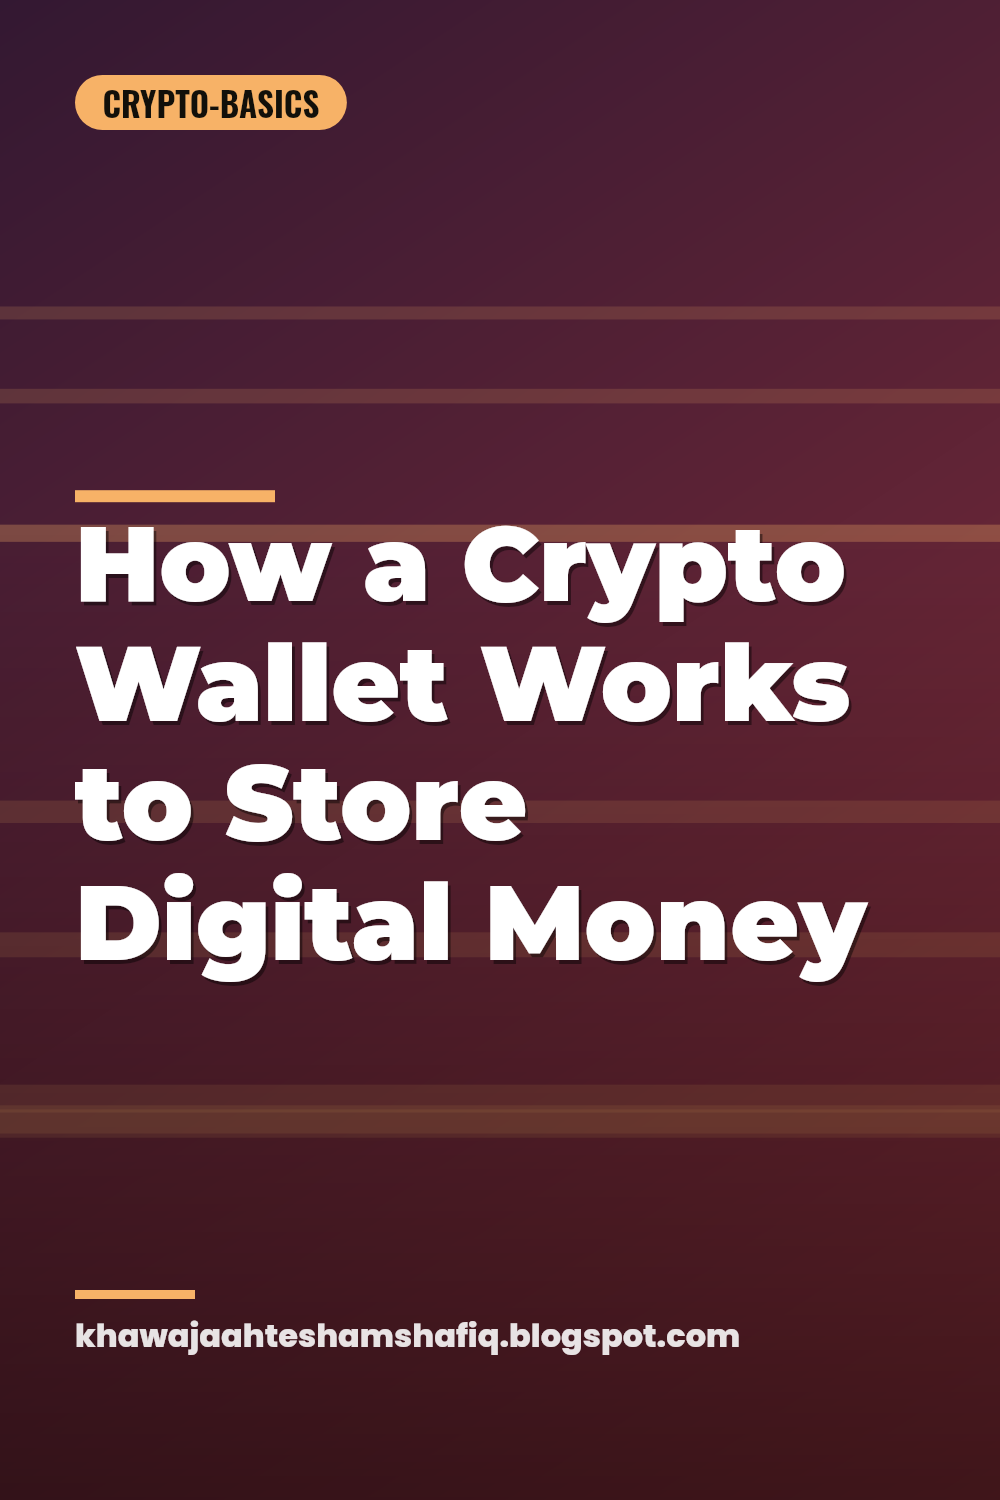 CRYPTO-BASICS
How a Crypto
Wallet Works
to Store
Digital Money
khawajaahteshamshafiq.blogspot.com